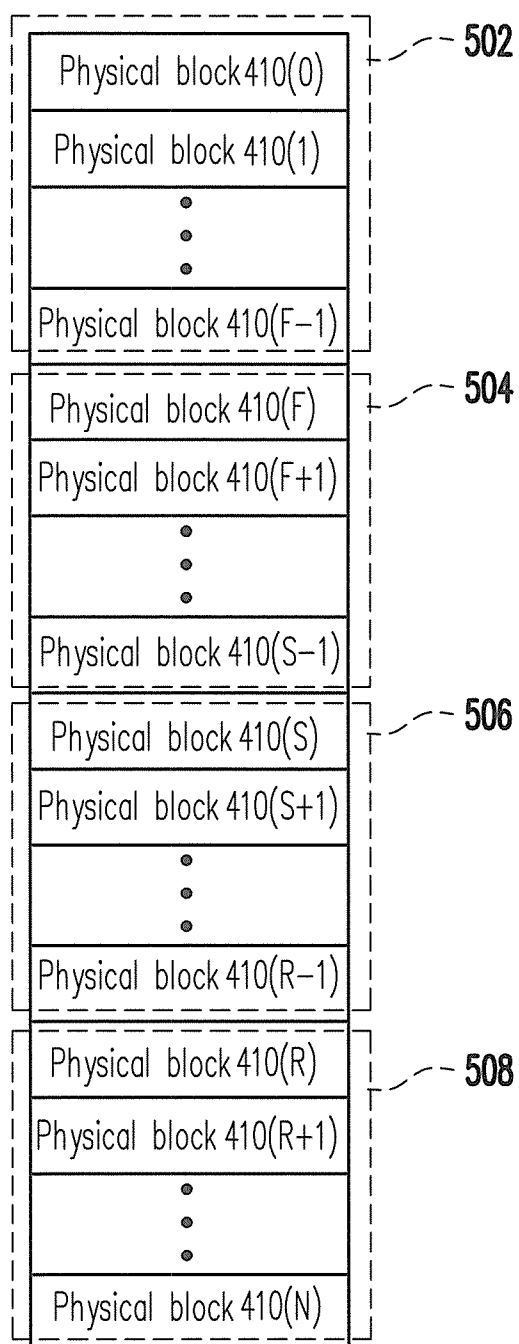 Physical block 410(0)
502
Physical block 410(1)
Physical block 410(F-1)
Physical block 410(F)
504
Physical block 410(F+1)
Physical block 410(S-1)
Physical block 410(S)
506
Physical block 410(S+1)
Physical block 410(R-1)
Physical block 410(R)
508
Physical block 410(R+1)
Physical block 410(N)